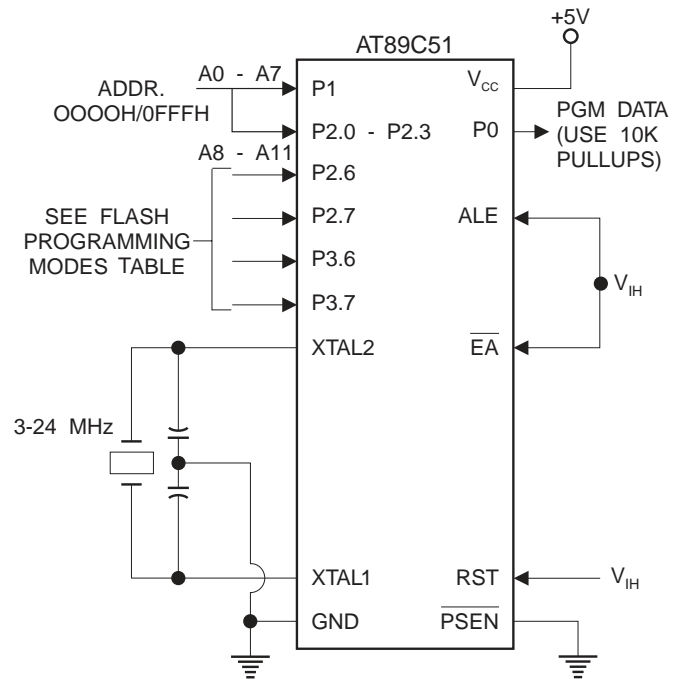 +5V
AT89C51
A0 - A7
ADDR.
OOOOH/0FFFH
P1
VCC
P2.0 - P2.3
P0
PGM DATA
(USE 10K
PULLUPS)
A8 - A11
P2.6
SEE FLASH
PROGRAMMING
MODES TABLE
P2.7
ALE
P3.6
VIH
P3.7
XTAL2
EA
3-24 MHz
XTAL1
RST
VIH
GND
PSEN